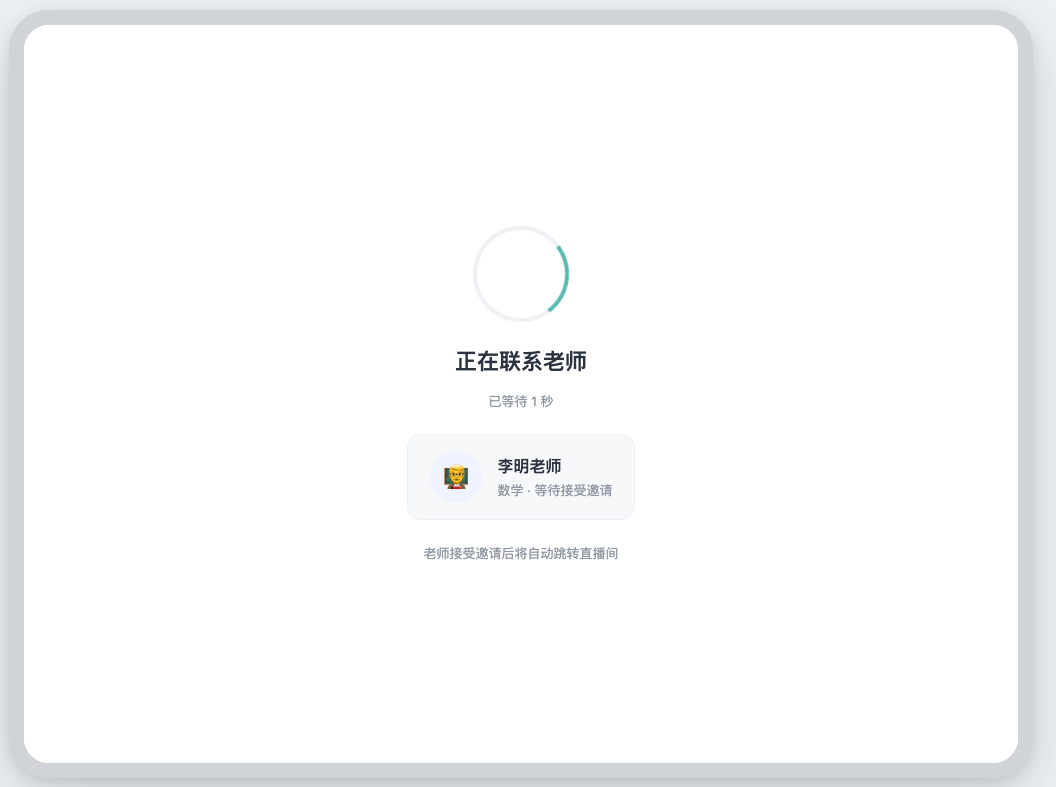 正在联系老师
已等待 1 秒
李明老师
数学 · 等待接受邀请
老师接受邀请后将自动跳转直播间